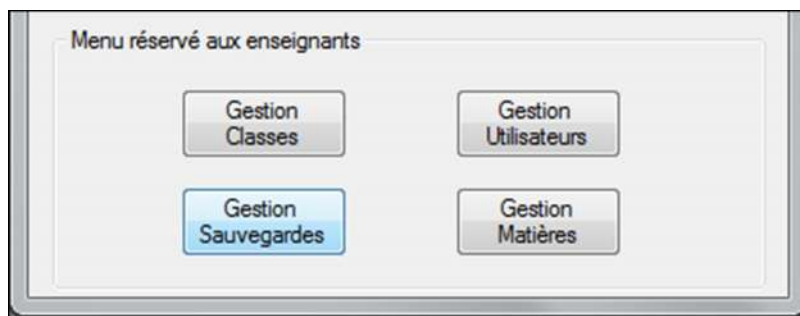 Menu réservé aux enseignants
Gestion
Classes
Gestion
Utilisateurs
Gestion
Sauvegardes
Gestion
Matières